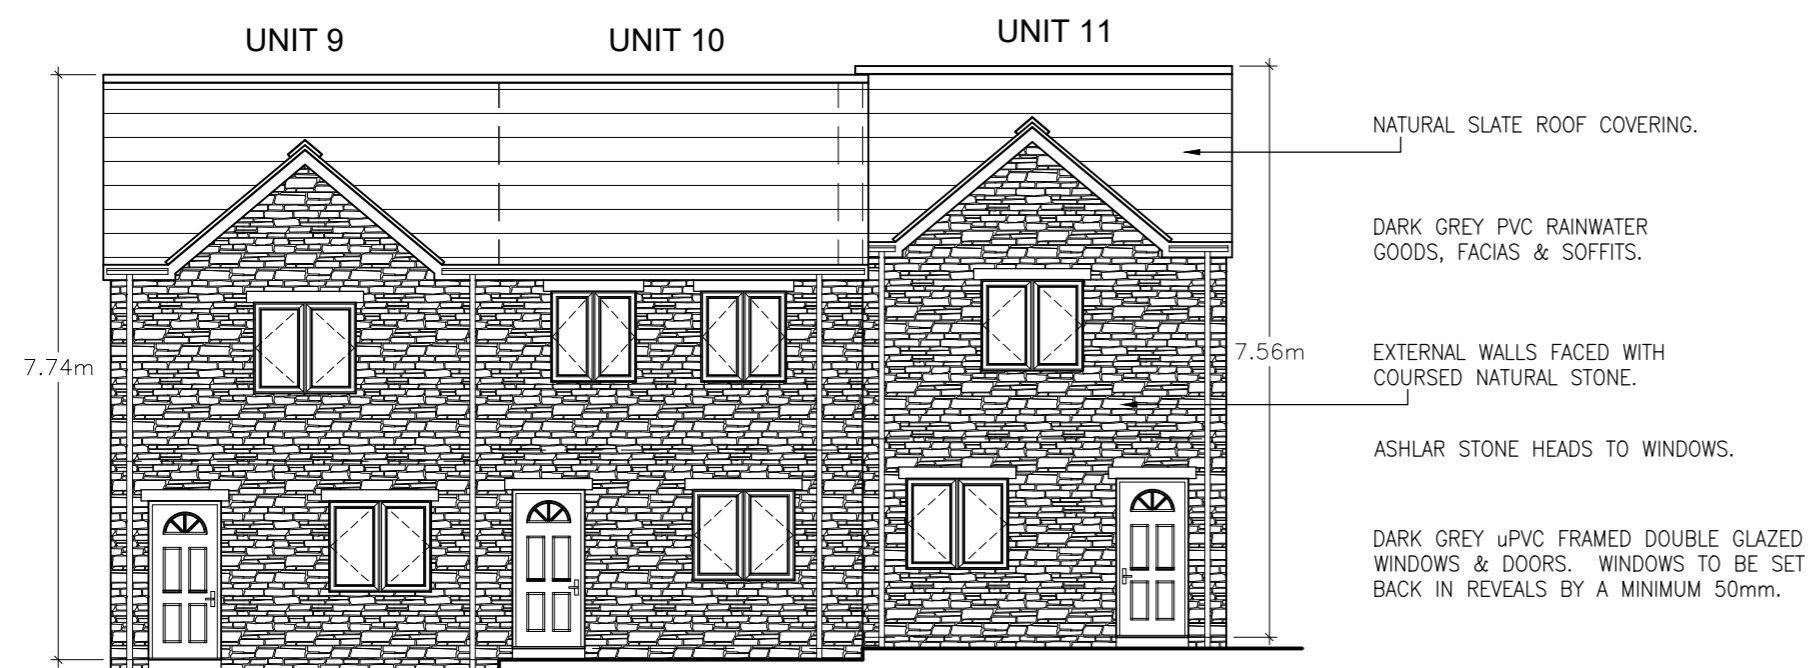 UNIT 9
UNIT 10
UNIT 11
7.74m
7.56m
NATURAL SLATE ROOF COVERING.
DARK GREY PVC RAINWATER
GOODS, FACIAS & SOFFITS.
EXTERNAL WALLS FACED WITH
COURSED NATURAL STONE.
ASHLAR STONE HEADS TO WINDOWS.
DARK GREY uPVC FRAMED DOUBLE GLAZED
WINDOWS & DOORS. WINDOWS TO BE SET
BACK IN REVEALS BY A MINIMUM 50mm.